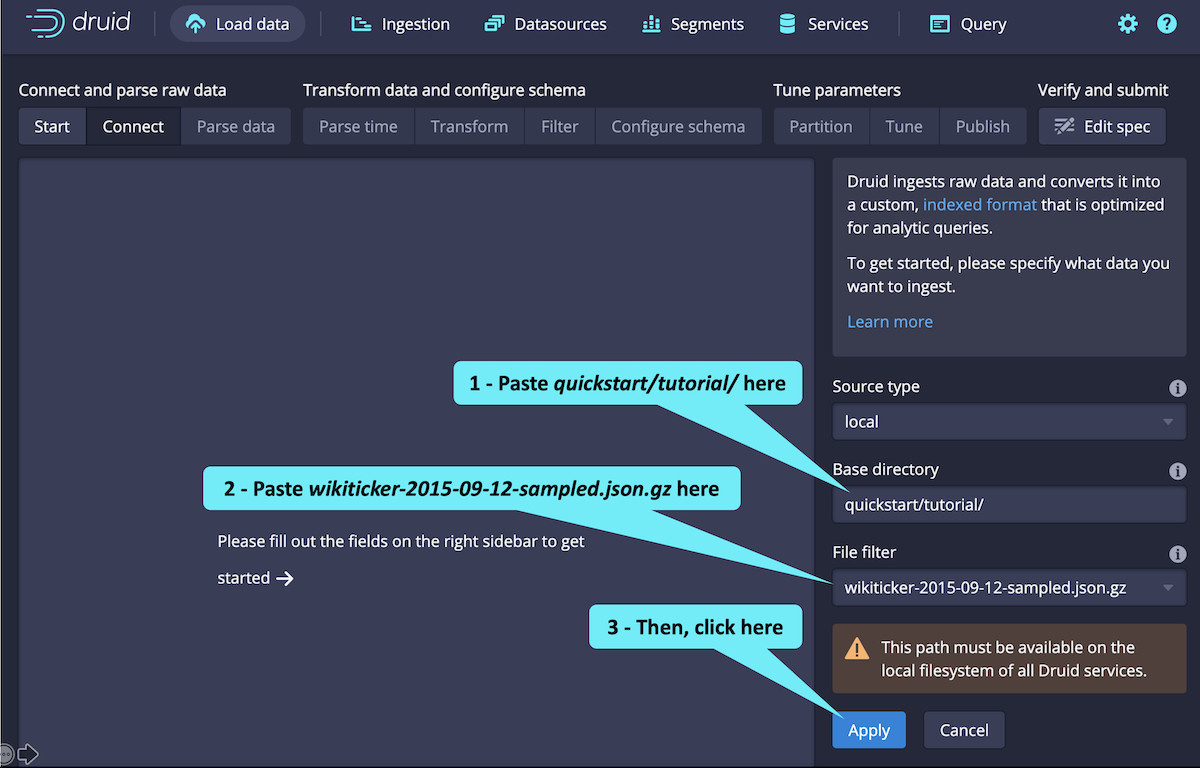 druid
Load data
Ingestion
Datasources
Segments
Services
Query
Connect and parse raw data
Transform data and configure schema
Tune parameters
Verify and submit
Start
Connect
Parse data
Parse time
Transform
Filter
Configure schema
Partition
Tune
Publish
Edit spec
Druid ingests raw data and converts it into
a custom, indexed format that is optimized
for analytic queries.
To get started, please specify what data you
want to ingest.
Learn more
1 - Paste quickstart/tutorial/ here
Source type
local
2 - Paste wikiticker-2015-09-12-sampled.json.gz here
Base directory
quickstart/tutorial/
Please fill out the fields on the right sidebar to get
started →
File filter
wikiticker-2015-09-12-sampled.json.gz
3 - Then, click here
This path must be available on the
local filesystem of all Druid services.
Apply
Cancel